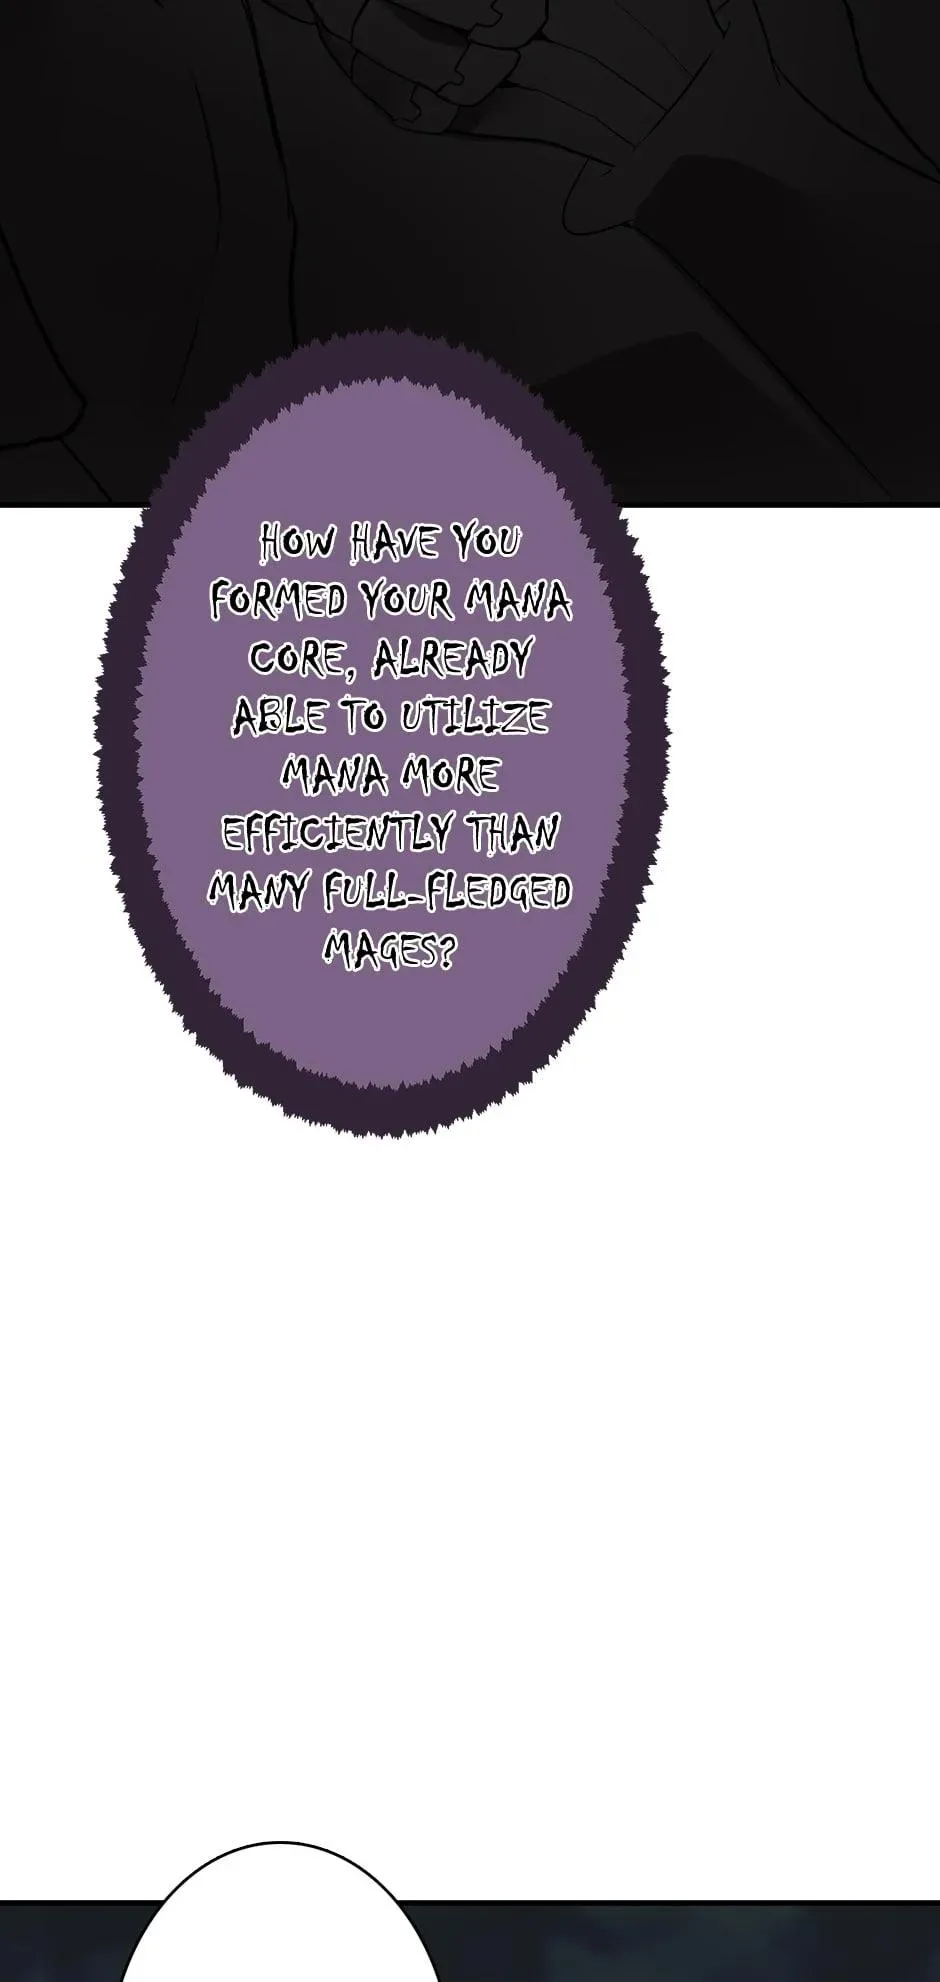 HOW HAVE YOU
FORMED YOUR MANA
CORE, ALREADY
ABLE TO UTILIZE
MANA MORE
EFFICIENTLY THAN
MANY FULL-FLEDGED
MAGES?